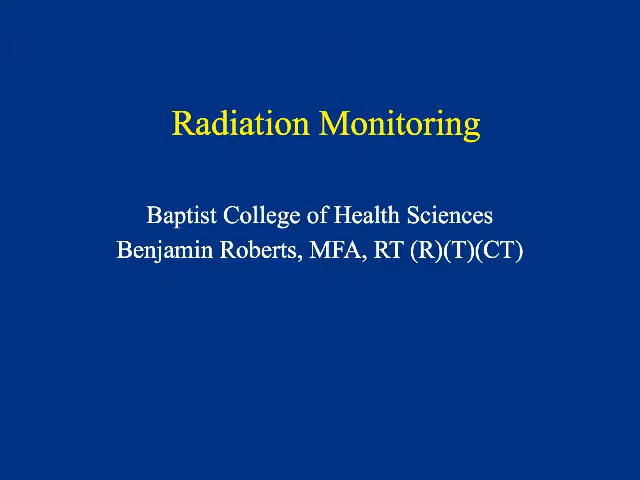 Radiation Monitoring
Baptist College of Health Sciences
Benjamin Roberts, MFA, RT (R)(T)(CT)